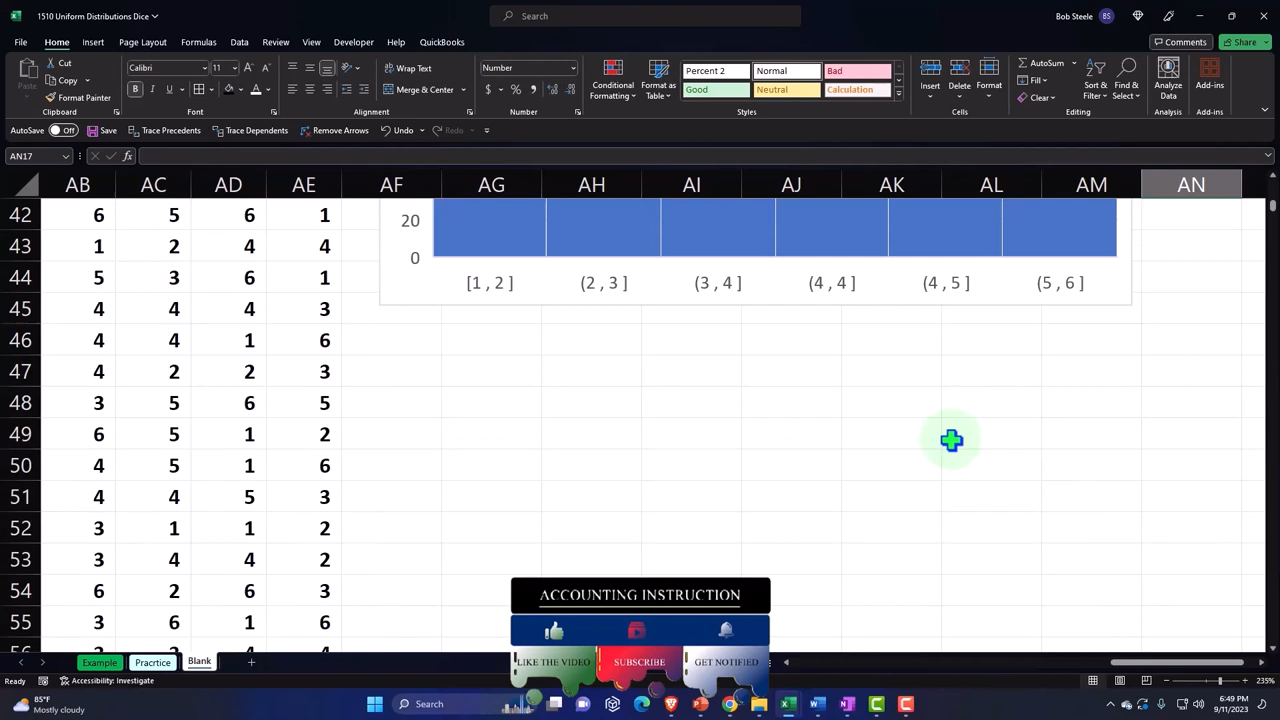 1510 Uniform Distributions Dice
Search
Bob Steele BS
File Home Insert Page Layout Formulas Data Review View Developer Help QuickBooks Comments Share
Paste Cut Copy Format Painter Clipboard
Calibri 11 Font
Wrap Text Merge & Center Alignment
Number Number
Conditional Formatting Format as Table
Percent 2 Normal Bad
Good Neutral Calculation
Styles
Insert Delete Format Cells
AutoSum Fill Clear Sort & Filter Find & Select Editing
Analyze Data Analysis
Add-ins Add-ins
AutoSave Off Save Trace Precedents Trace Dependents Remove Arrows Undo Redo
AN17 fx
AB AC AD AE AF AG AH AI AJ AK AL AM AN
42 6 5 6 1 20
43 1 2 4 4 0
44 5 3 6 1 [1 , 2 ] (2 , 3 ] (3 , 4 ] (4 , 4 ] (4 , 5 ] (5 , 6 ]
45 4 4 4 3
46 4 4 1 6
47 4 2 2 3
48 3 5 6 5
49 6 5 1 2
50 4 5 1 6
51 4 4 5 3
52 3 1 1 2
53 3 4 4 2
54 6 2 6 3
55 3 6 1 6
ACCOUNTING INSTRUCTION
LIKE THE VIDEO SUBSCRIBE GET NOTIFIED
Example Pracrtice Blank
Ready Accessibility: Investigate 235%
85°F
Mostly cloudy
Search
6:49 PM
9/11/2023